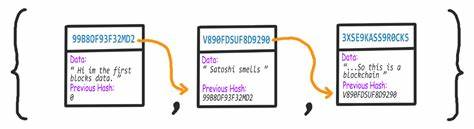 99B8OF93F32MD2
Data:
" Hi im the first
blocks data. "
Previous Hash:
0
V890FDSUF8D9290
Data:
" Satoshi smells "
Previous Hash:
99B2OF93F32MD2
3XSE9KASS9R0CKS
Data:
"...So this is a
blockchain "
Previous Hash:
V890FDSUF8D9290